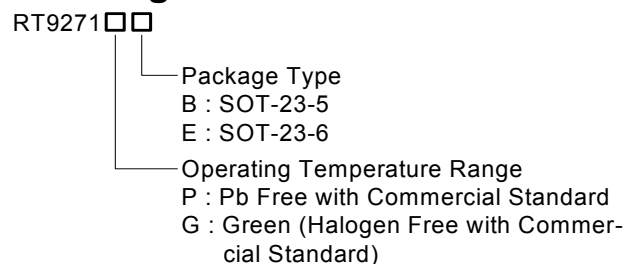 RT9271□□
Package Type
B : SOT-23-5
E : SOT-23-6
Operating Temperature Range
P : Pb Free with Commercial Standard
G : Green (Halogen Free with Commer-
cial Standard)